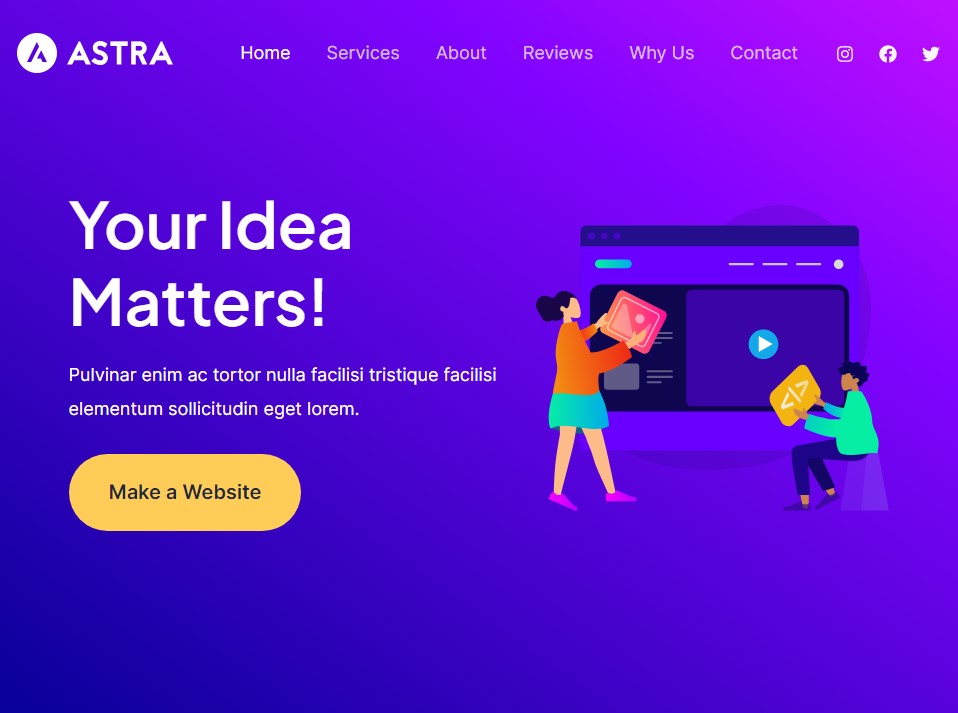 ASTRA
Home Services About Reviews Why Us Contact
Your Idea
Matters!
Pulvinar enim ac tortor nulla facilisi tristique facilisi
elementum sollicitudin eget lorem.
Make a Website
</>